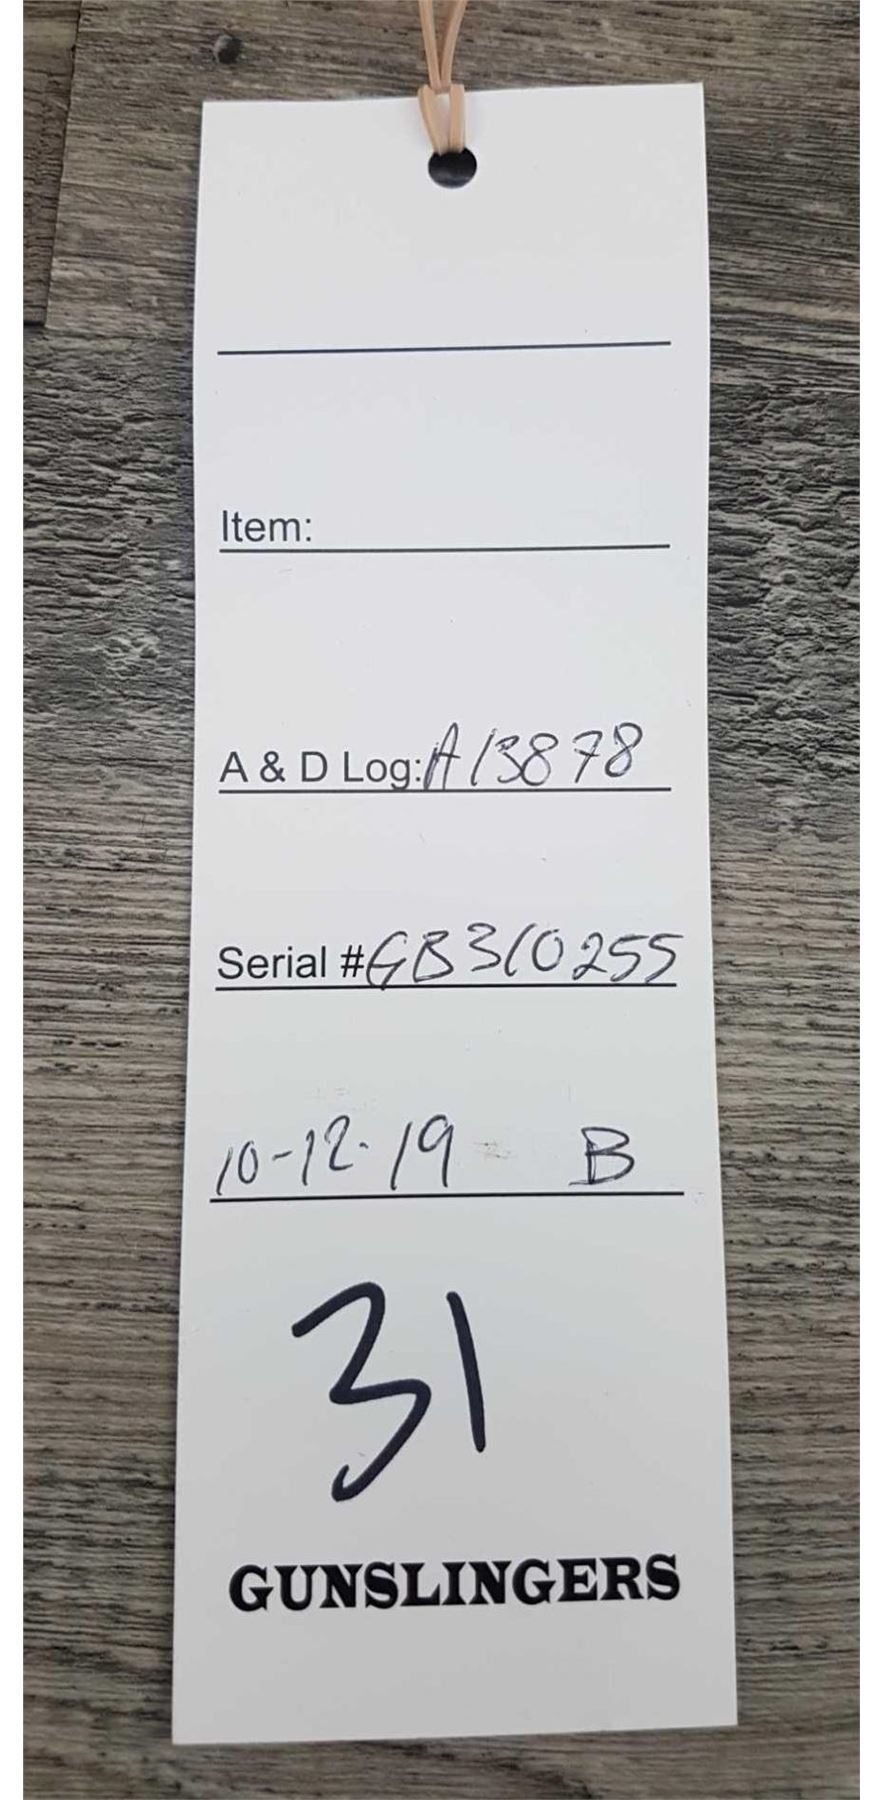 Item:
A & D Log: A13878
Serial # GB310255
10-12-19 B
31
GUNSLINGERS